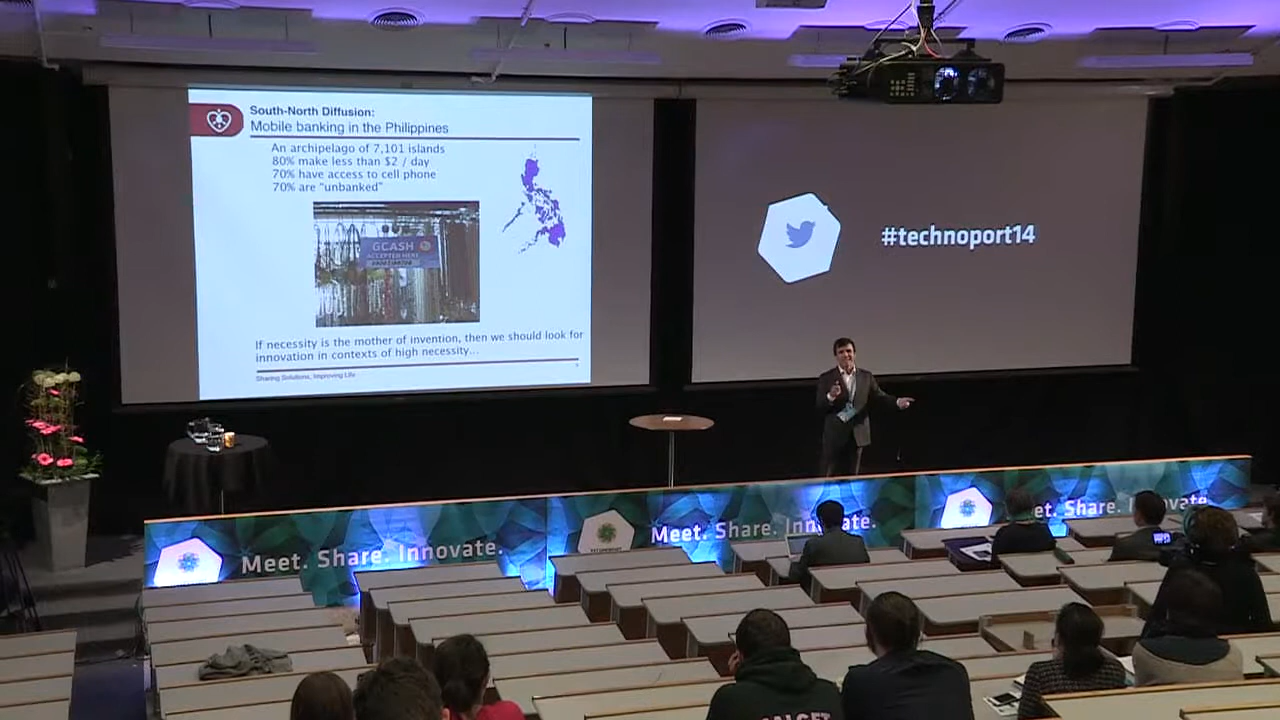 South-North Diffusion:
Mobile banking in the Philippines
An archipelago of 7,101 islands
80% make less than $2 / day
70% have access to cell phone
70% are "unbanked"
GCASH
ACCEPTED HERE
If necessity is the mother of invention, then we should look for
innovation in contexts of high necessity...
Sharing Solutions, Improving Life
#technoport14
Meet. Share. Innovate.
Meet. Share. Innovate.
et. Share. Innovate.